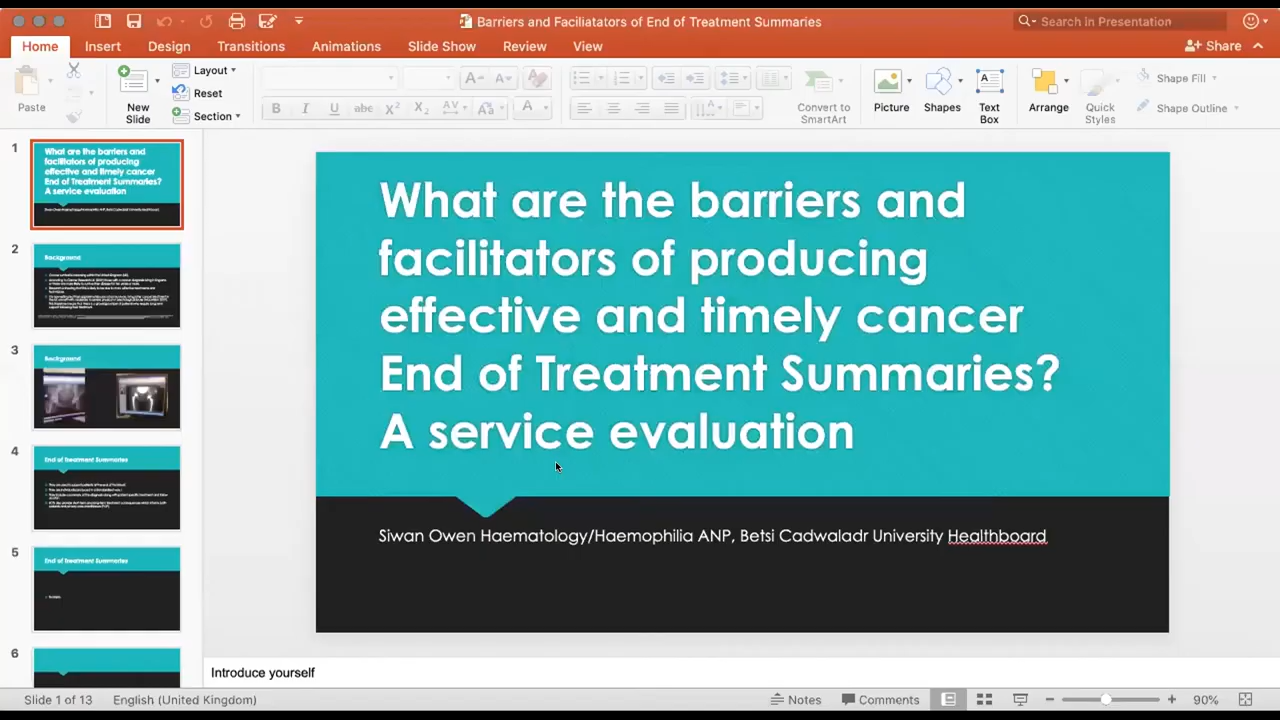 Barriers and Faciliatators of End of Treatment Summaries
Search in Presentation
Home Insert Design Transitions Animations Slide Show Review View
Share
Paste
New Slide
Layout
Reset
Section
Convert to SmartArt
Picture
Shapes
Text Box
Arrange
Quick Styles
Shape Fill
Shape Outline
1
What are the barriers and
facilitators of producing
effective and timely cancer
End of Treatment Summaries?
A service evaluation
2
Background
3
Background
4
End of Treatment Summaries
5
End of Treatment Summaries
6
What are the barriers and
facilitators of producing
effective and timely cancer
End of Treatment Summaries?
A service evaluation
Siwan Owen Haematology/Haemophilia ANP, Betsi Cadwaladr University Healthboard
Introduce yourself
Slide 1 of 13 English (United Kingdom) Notes Comments 90%